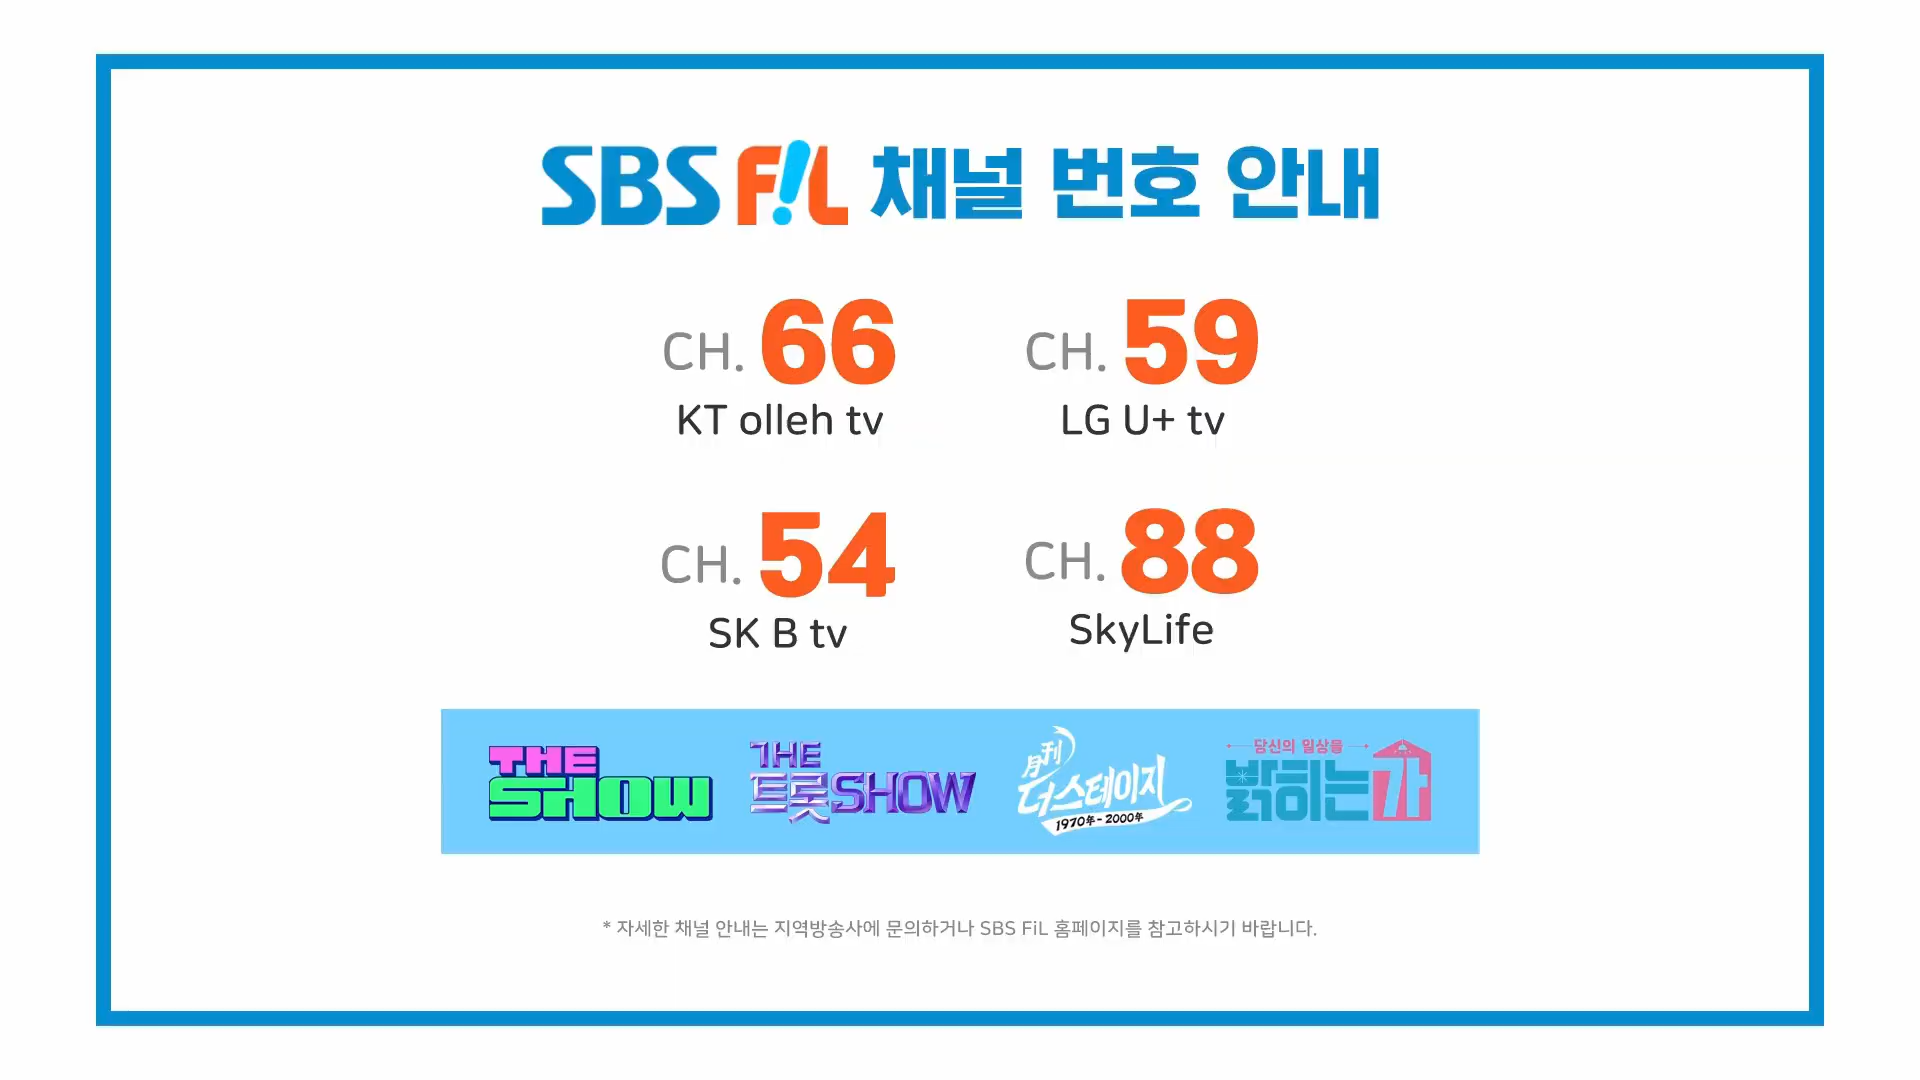 SBS F!L 채널 번호 안내
CH. 66
KT olleh tv
CH. 59
LG U+ tv
CH. 54
SK B tv
CH. 88
SkyLife
THE
SHOW
THE
트롯SHOW
月刊
더스테이지
1970年-2000年
당신의 일상을
밝히는가
* 자세한 채널 안내는 지역방송사에 문의하거나 SBS FiL 홈페이지를 참고하시기 바랍니다.